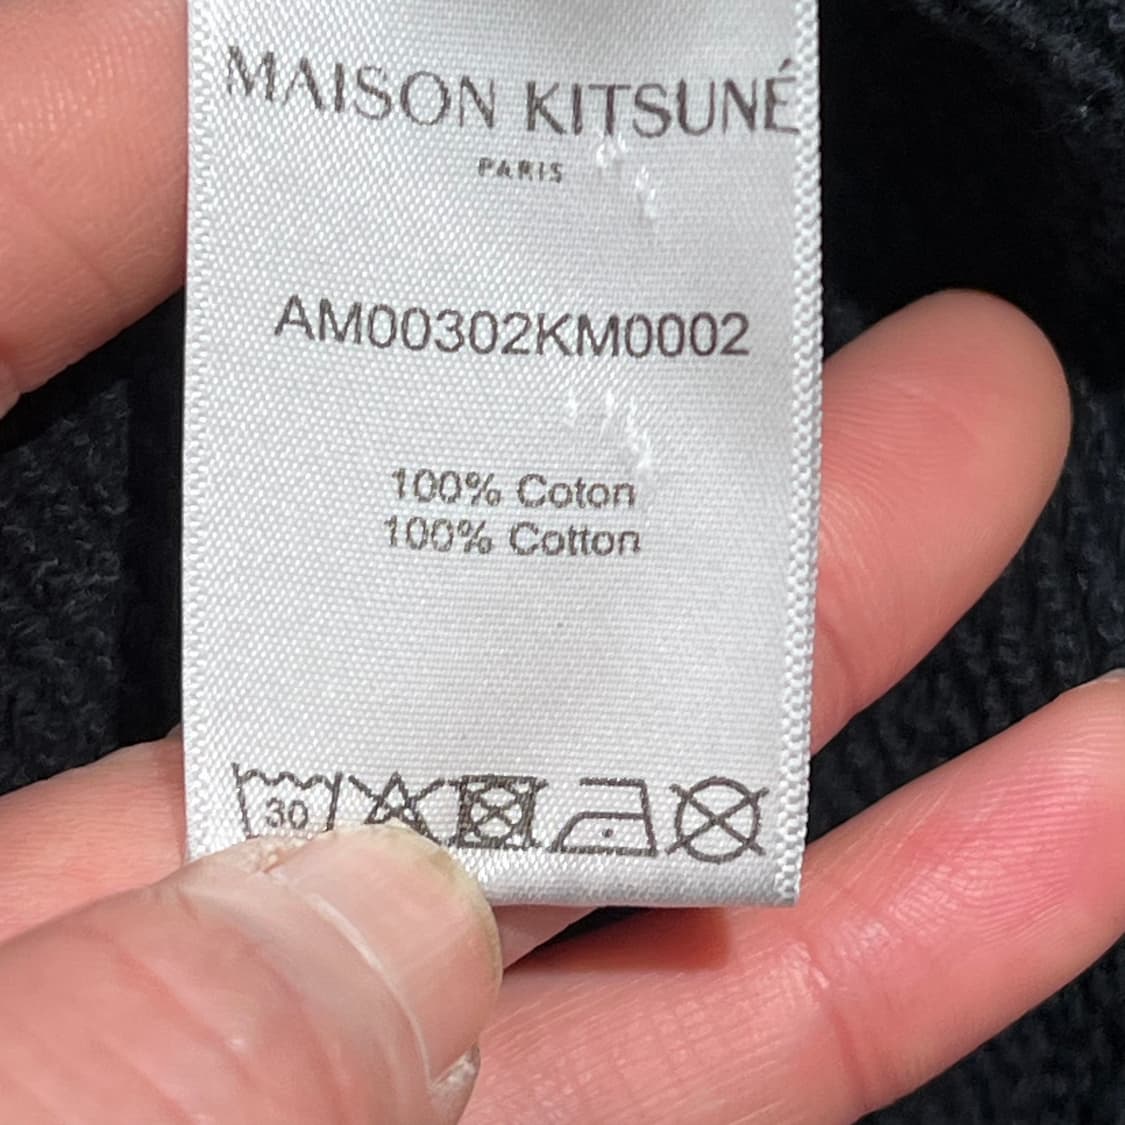 MAISON KITSUNÉ
PARIS
AM00302KM0002
100% Coton
100% Cotton
30